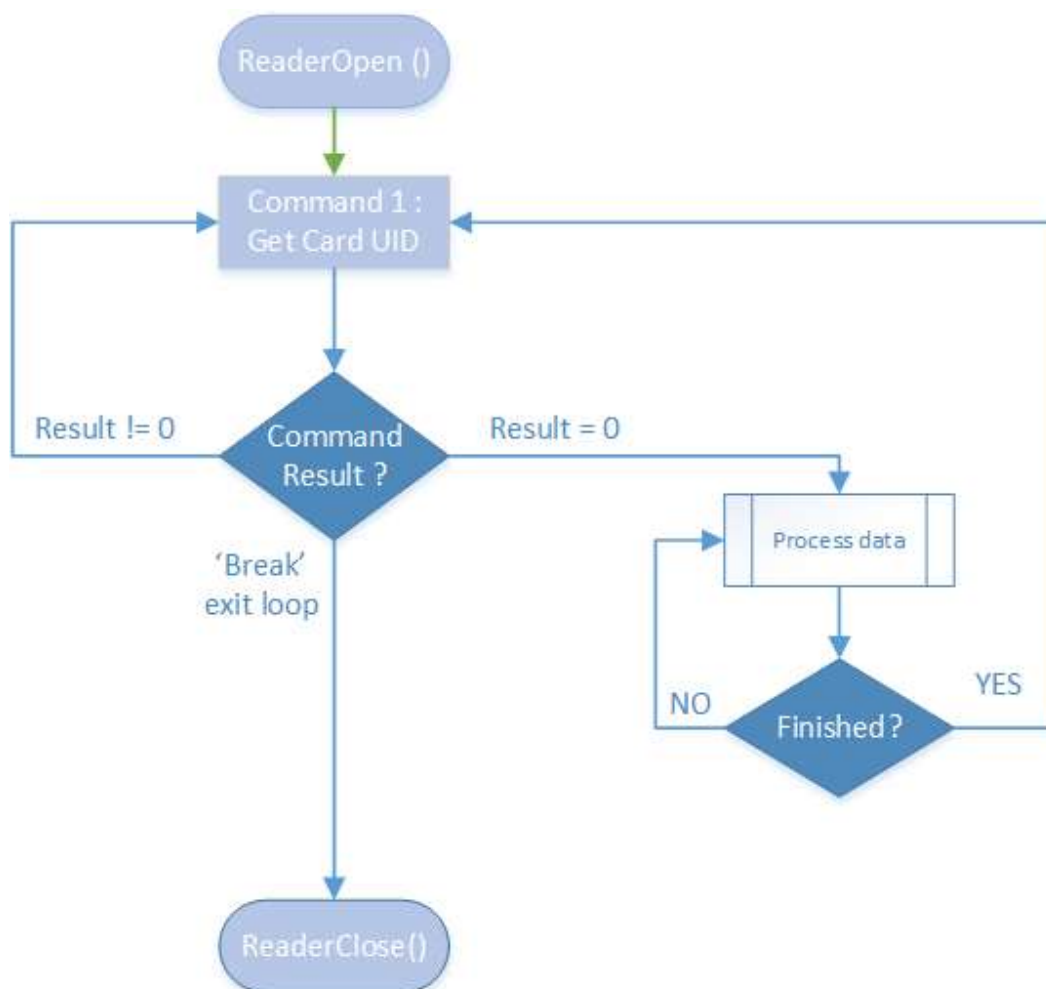 ReaderOpen ()
Command 1 :
Get Card UID
Result != 0
Command
Result ?
Result = 0
‘Break’
exit loop
Process data
NO
Finished ?
YES
ReaderClose()